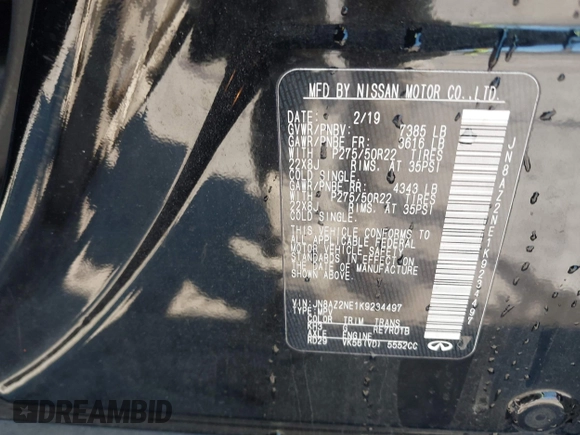 MFD BY NISSAN MOTOR CO.,LTD.
DATE: 2/19
GVWR/PNBV: 7385 LB
GAWR/PNBE FR: 3616 LB
WITH P275/50R22 TIRES
22X8J RIMS, AT 35PSI
COLD SINGLE
GAWR/PNBE RR: 4343 LB
WITH P275/50R22 TIRES
22X8J RIMS, AT 35PSI
COLD SINGLE
THIS VEHICLE CONFORMS TO
ALL APPLICABLE FEDERAL
MOTOR VEHICLE SAFETY
STANDARDS IN EFFECT ON
THE DATE OF MANUFACTURE
SHOWN ABOVE.
VIN: JN8AZ2NE1K9234497
TYPE: MPV
COLOR TRIM TRANS
KH3 G RE7R01B
AXLE ENGINE
RD29 VK56(VD) 5552CC
INFINITI
JN8AZ2NE1K9234497
DREAMBID